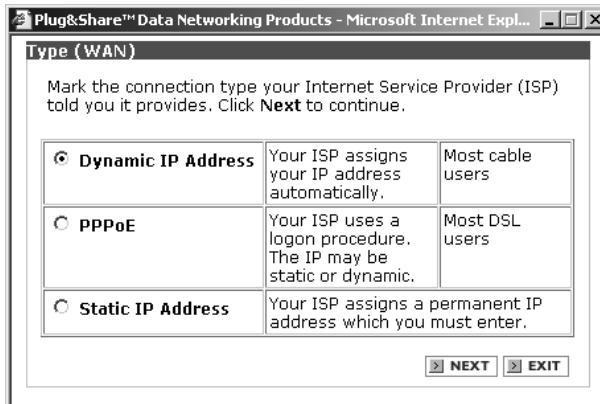 Plug&Share™ Data Networking Products - Microsoft Internet Expl...
Type (WAN)
Mark the connection type your Internet Service Provider (ISP)
told you it provides. Click Next to continue.
Dynamic IP Address
Your ISP assigns
your IP address
automatically.
Most cable
users
PPPoE
Your ISP uses a
logon procedure.
The IP may be
static or dynamic.
Most DSL
users
Static IP Address
Your ISP assigns a permanent IP
address which you must enter.
NEXT
EXIT